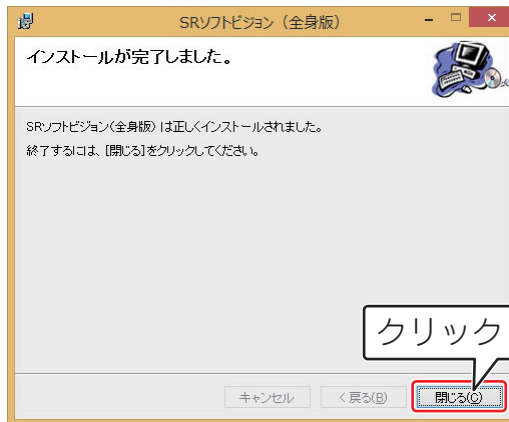 SRソフトビジョン（全身版）
インストールが完了しました。
SRソフトビジョン(全身版) は正しくインストールされました。
終了するには、[閉じる]をクリックしてください。
クリック
キャンセル
< 戻る(B)
閉じる(C)